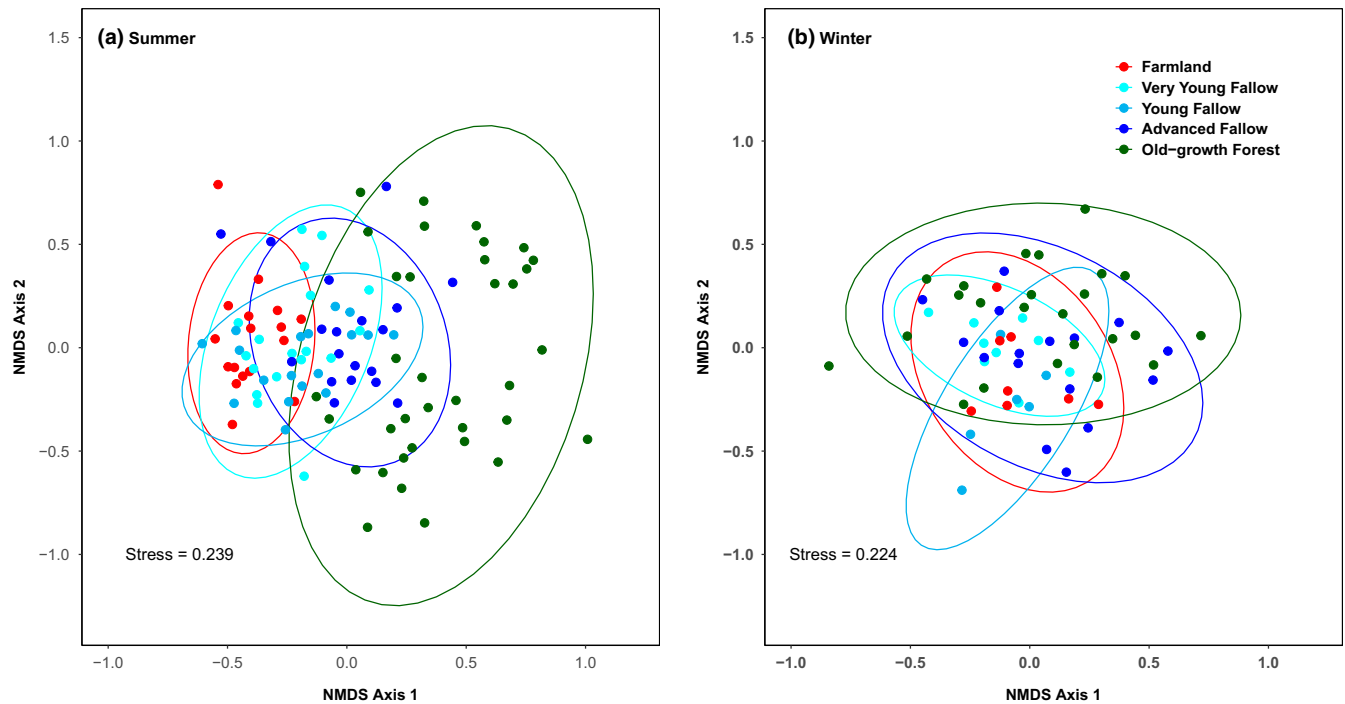 (a) Summer
1.5
1.0
0.5
0.0
−0.5
−1.0
NMDS Axis 2
Stress = 0.239
−1.0
−0.5
0.0
0.5
1.0
NMDS Axis 1
(b) Winter
Farmland
Very Young Fallow
Young Fallow
Advanced Fallow
Old−growth Forest
1.5
1.0
0.5
0.0
−0.5
−1.0
NMDS Axis 2
Stress = 0.224
−1.0
−0.5
0.0
0.5
1.0
NMDS Axis 1